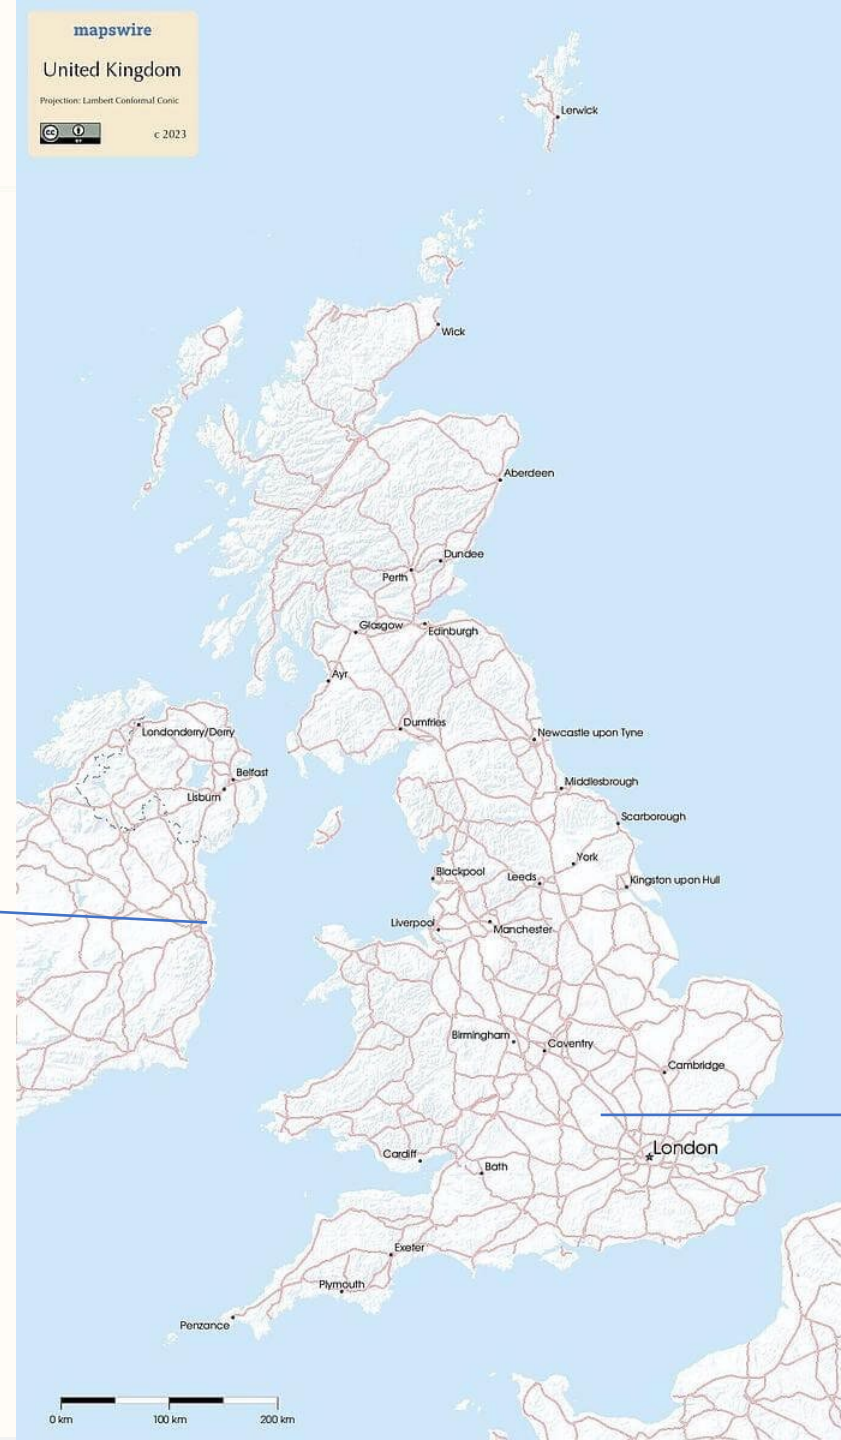 mapswire
United Kingdom
Projection: Lambert Conformal Conic
cc BY
c 2023
Lerwick
Wick
Aberdeen
Dundee
Perth
Glasgow
Edinburgh
Ayr
Dumfries
Londonderry/Derry
Newcastle upon Tyne
Belfast
Middlesbrough
Lisburn
Scarborough
York
Blackpool
Leeds
Kingston upon Hull
Liverpool
Manchester
Birmingham
Coventry
Cambridge
London
Cardiff
Bath
Exeter
Plymouth
Penzance
0 km 100 km 200 km